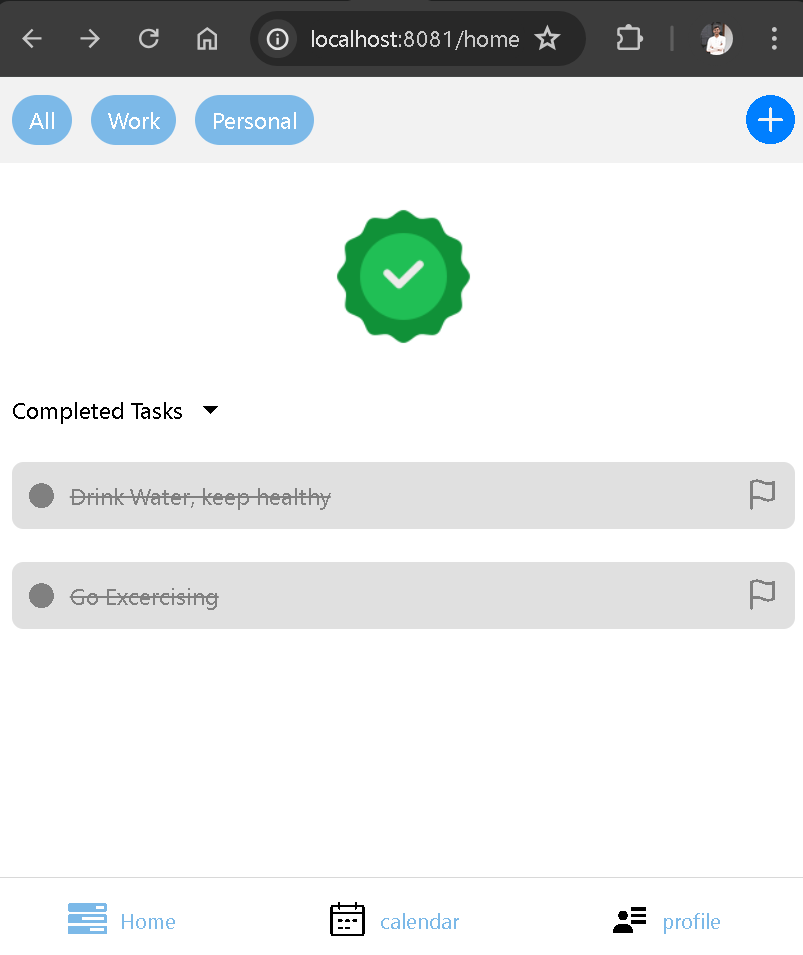 localhost:8081/home
All Work Personal
Completed Tasks
Drink Water, keep healthy
Go Excercising
Home calendar profile